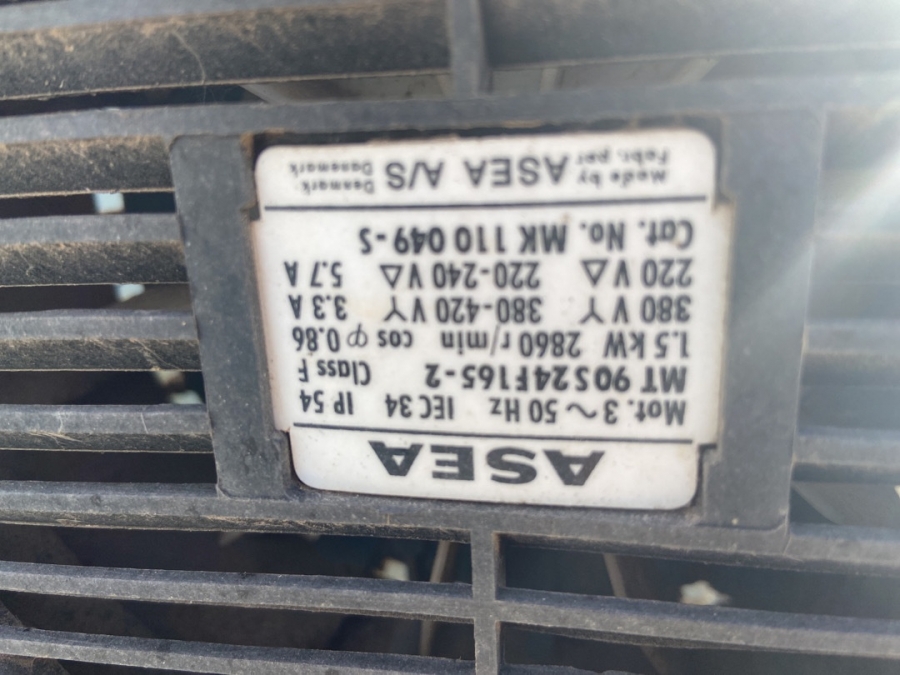 ASEA
Mot. 3 ~ 50 Hz IEC 34 IP 54
MT 90S24F165-2 Class F
1.5 kW 2860 r/min cos φ 0.86
380 V Y 380-420 V Y 3.3 A
220 V Δ 220-240 V Δ 5.7 A
Cat. No. MK 110 049-S
Made by ASEA A/S Denmark
Fabr. par ASEA A/S Danemark